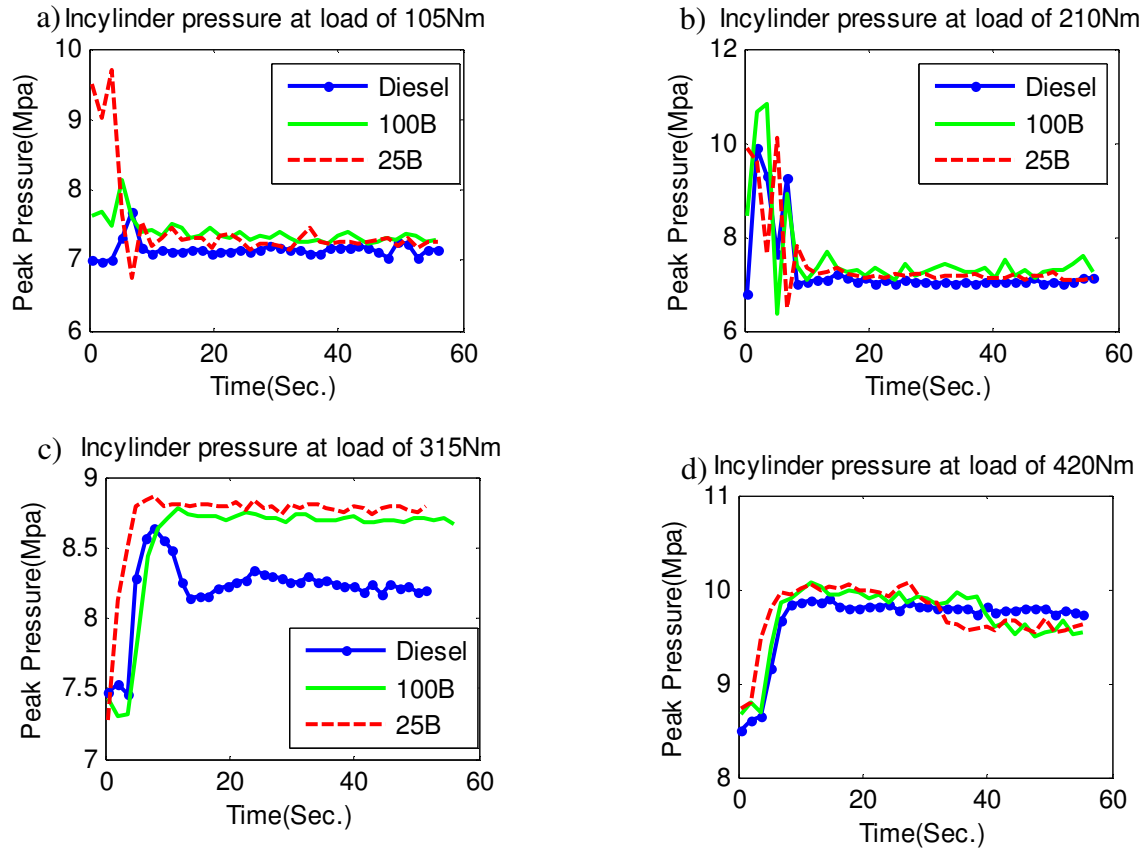 a) Incylinder pressure at load of 105Nm
10
9
8
7
6
0
20
40
60
Peak Pressure(Mpa)
Time(Sec.)
Diesel
100B
25B
b) Incylinder pressure at load of 210Nm
14
12
10
8
6
0
20
40
60
Peak Pressure(Mpa)
Time(Sec.)
Diesel
100B
25B
c) Incylinder pressure at load of 315Nm
9
8.5
8
7.5
7
0
20
40
60
Peak Pressure(Mpa)
Time(Sec.)
Diesel
100B
25B
d) Incylinder pressure at load of 420Nm
11
10
9
8
0
20
40
60
Peak Pressure(Mpa)
Time(Sec.)